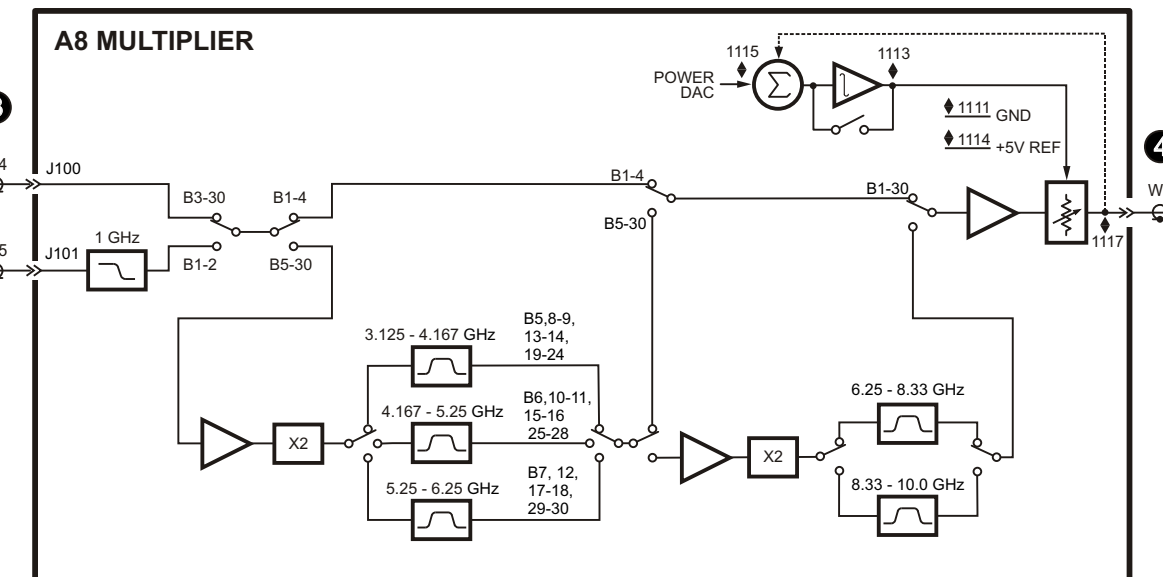 A8 MULTIPLIER
1115
1113
POWER
DAC
Σ
∫
1111 GND
1114 +5V REF
4
4
J100
B3-30
B1-4
B1-4
B1-30
W
B5-30
5
J101
1 GHz
B1-2
B5-30
1117
3.125 - 4.167 GHz
B5,8-9,
13-14,
19-24
4.167 - 5.25 GHz
B6,10-11,
15-16
25-28
X2
5.25 - 6.25 GHz
B7, 12,
17-18,
29-30
X2
6.25 - 8.33 GHz
8.33 - 10.0 GHz